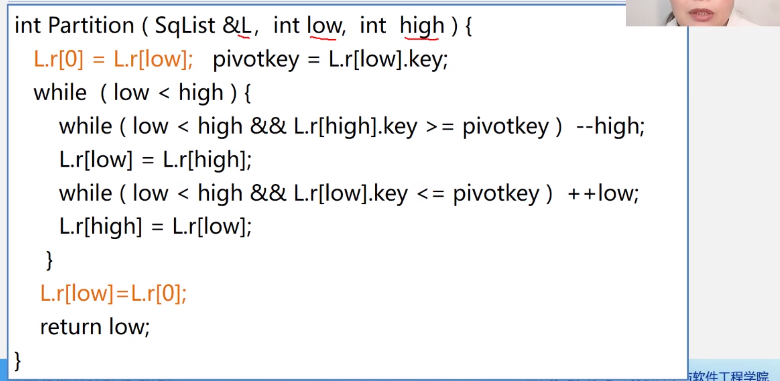 int Partition ( SqList &L, int low, int high ) {
L.r[0] = L.r[low]; pivotkey = L.r[low].key;
while ( low < high ) {
while ( low < high && L.r[high].key >= pivotkey ) --high;
L.r[low] = L.r[high];
while ( low < high && L.r[low].key <= pivotkey ) ++low;
L.r[high] = L.r[low];
}
L.r[low]=L.r[0];
return low;
}
软件工程学院